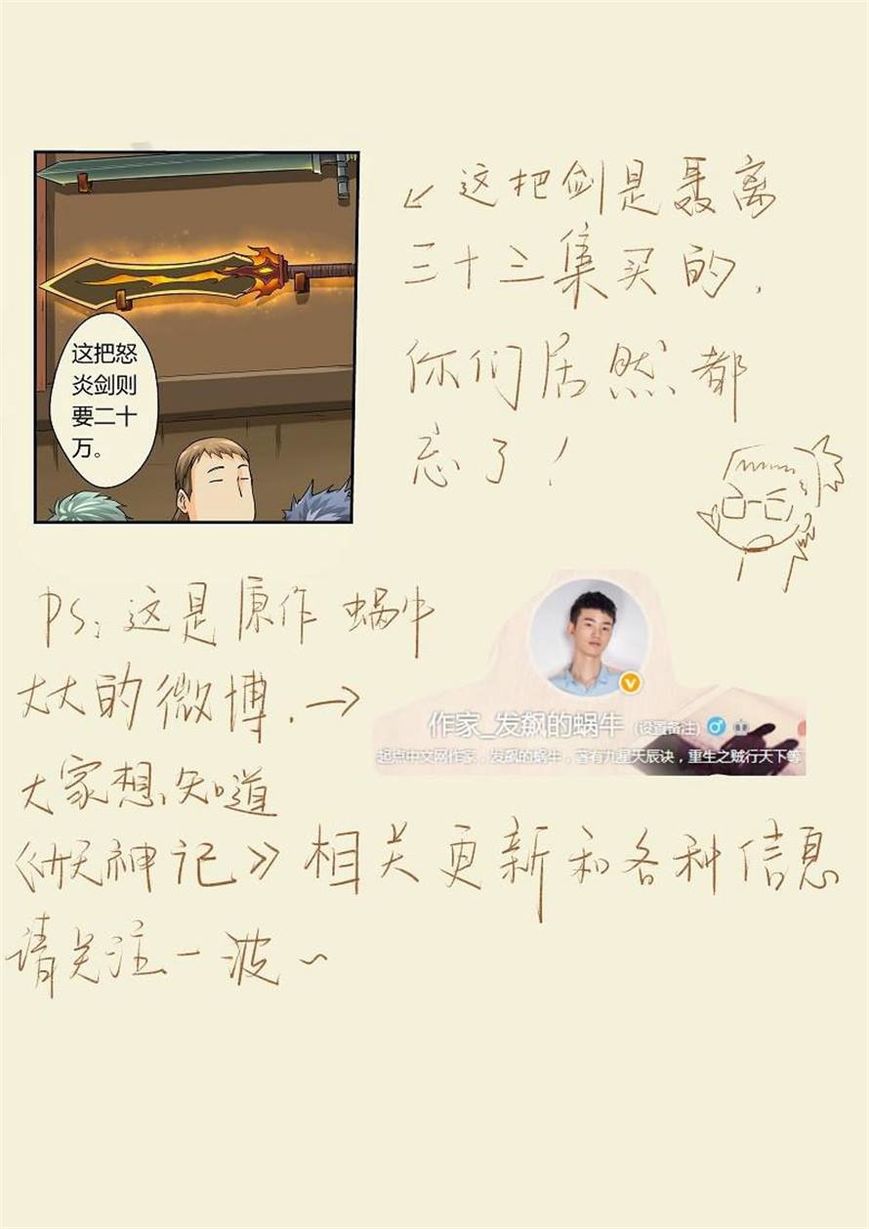 这把怒
炎剑则
要二十
万。
↙这把剑是聂离
三十三集买的,
你们居然都
忘了!
PS:这是原作蜗牛
大大的微博.→
作家_发飙的蜗牛 (设置备注)
起点中文网作家,发飙的蜗牛,著有九星天辰诀,重生之贼行天下等
大家想知道
《妖神记》相关更新和各种信息
请关注一波~